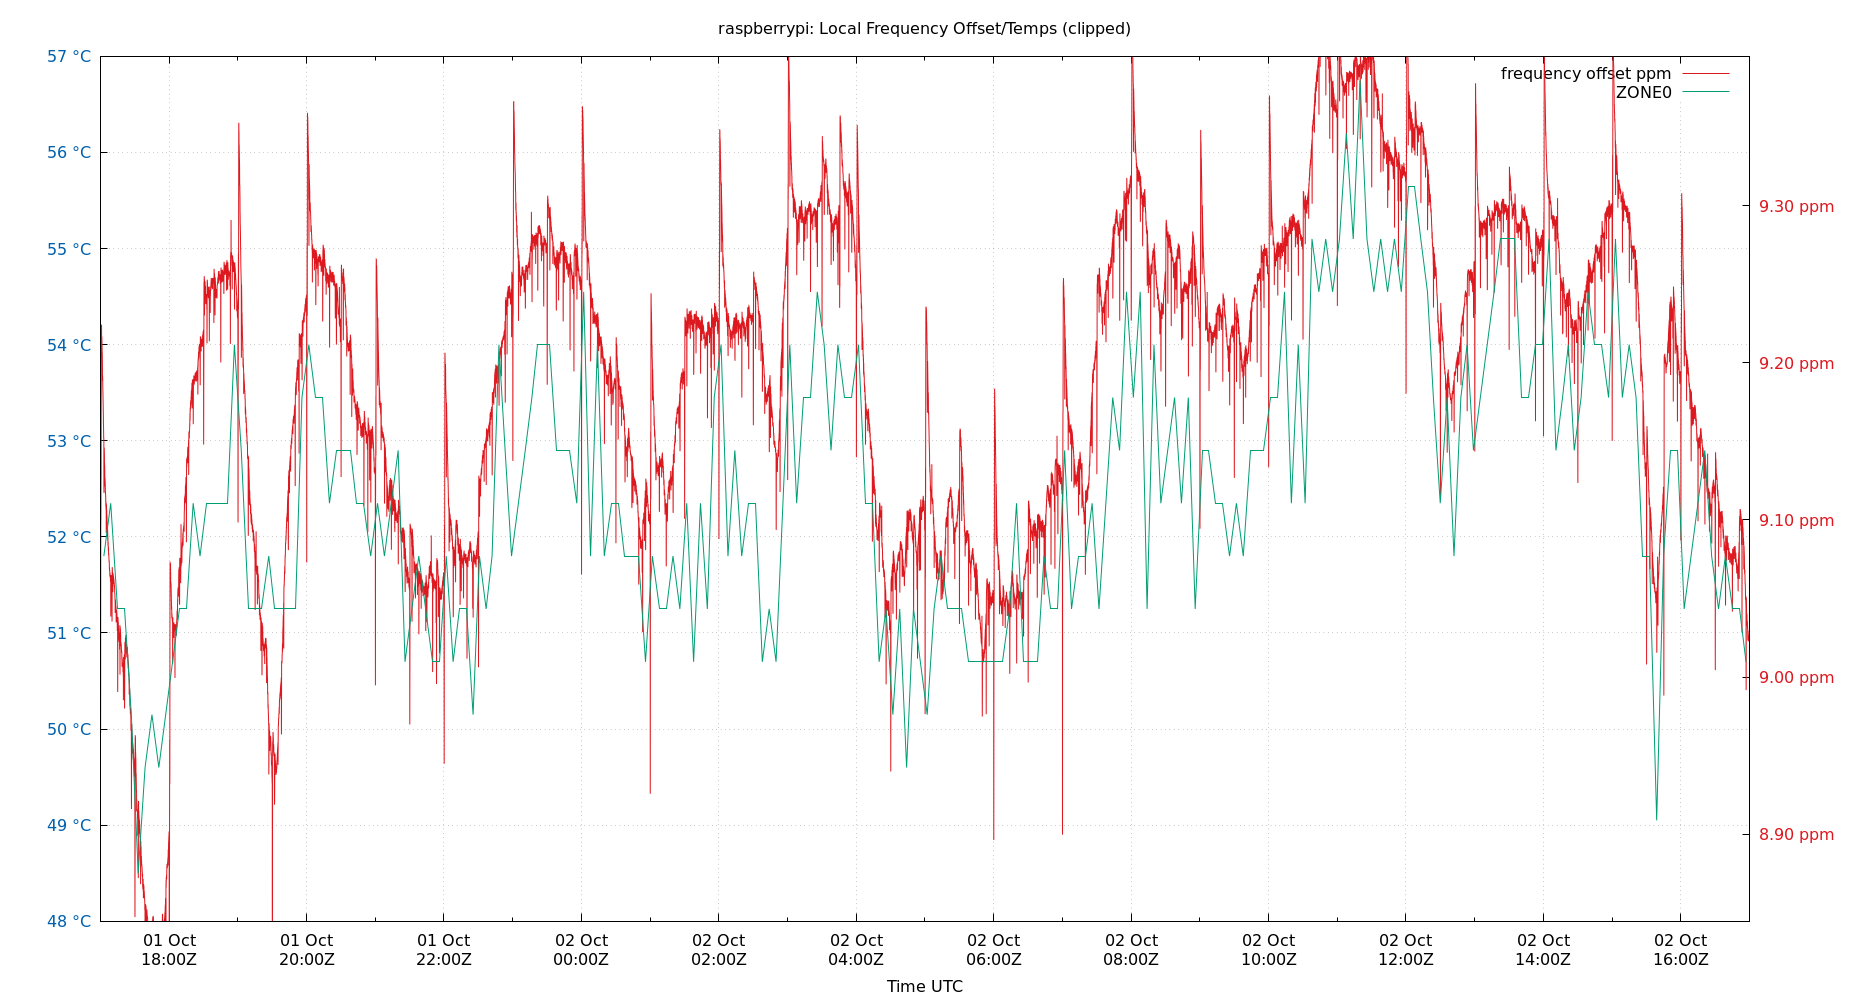 raspberrypi: Local Frequency Offset/Temps (clipped)
57 °C
56 °C
55 °C
54 °C
53 °C
52 °C
51 °C
50 °C
49 °C
48 °C
frequency offset ppm
ZONE0
9.30 ppm
9.20 ppm
9.10 ppm
9.00 ppm
8.90 ppm
01 Oct 01 Oct 01 Oct 02 Oct 02 Oct 02 Oct 02 Oct 02 Oct 02 Oct 02 Oct 02 Oct 02 Oct
18:00Z 20:00Z 22:00Z 00:00Z 02:00Z 04:00Z 06:00Z 08:00Z 10:00Z 12:00Z 14:00Z 16:00Z
Time UTC